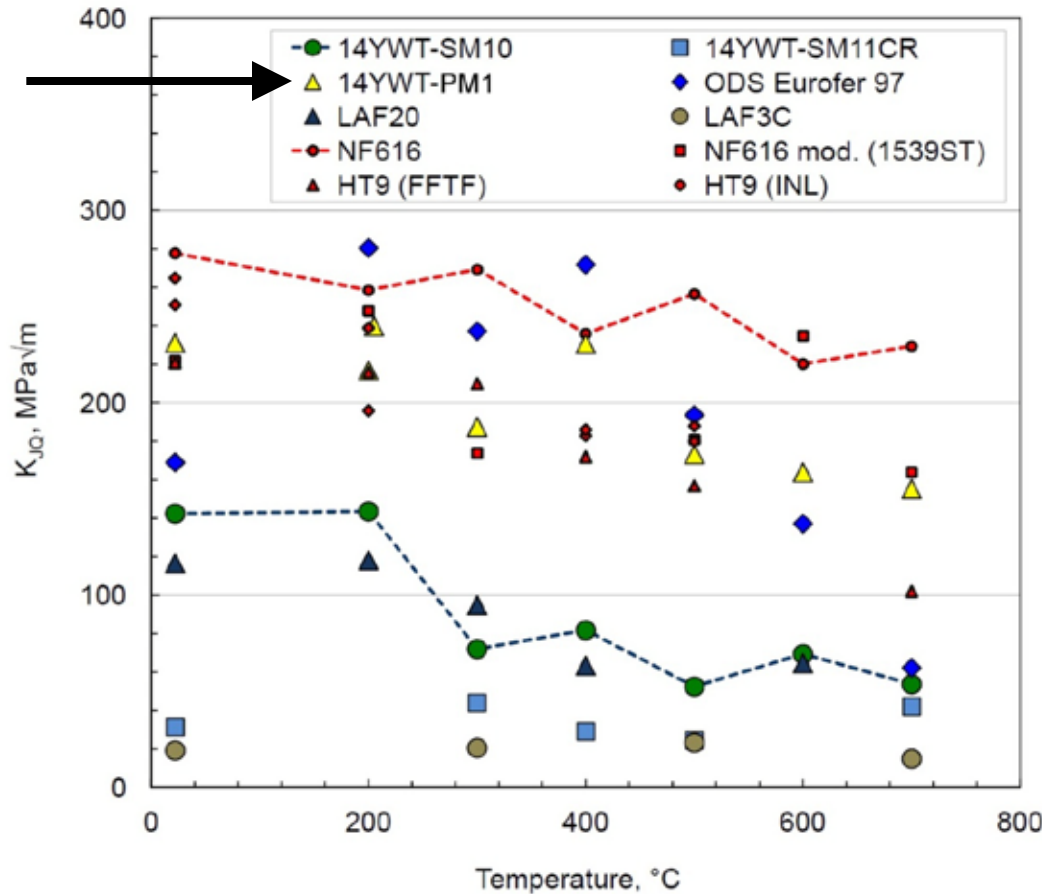 400
14YWT-SM10 14YWT-SM11CR
14YWT-PM1 ODS Eurofer 97
LAF20 LAF3C
NF616 NF616 mod. (1539ST)
HT9 (FFTF) HT9 (INL)
300
K_JQ, MPa√m
200
100
0
0 200 400 600 800
Temperature, °C